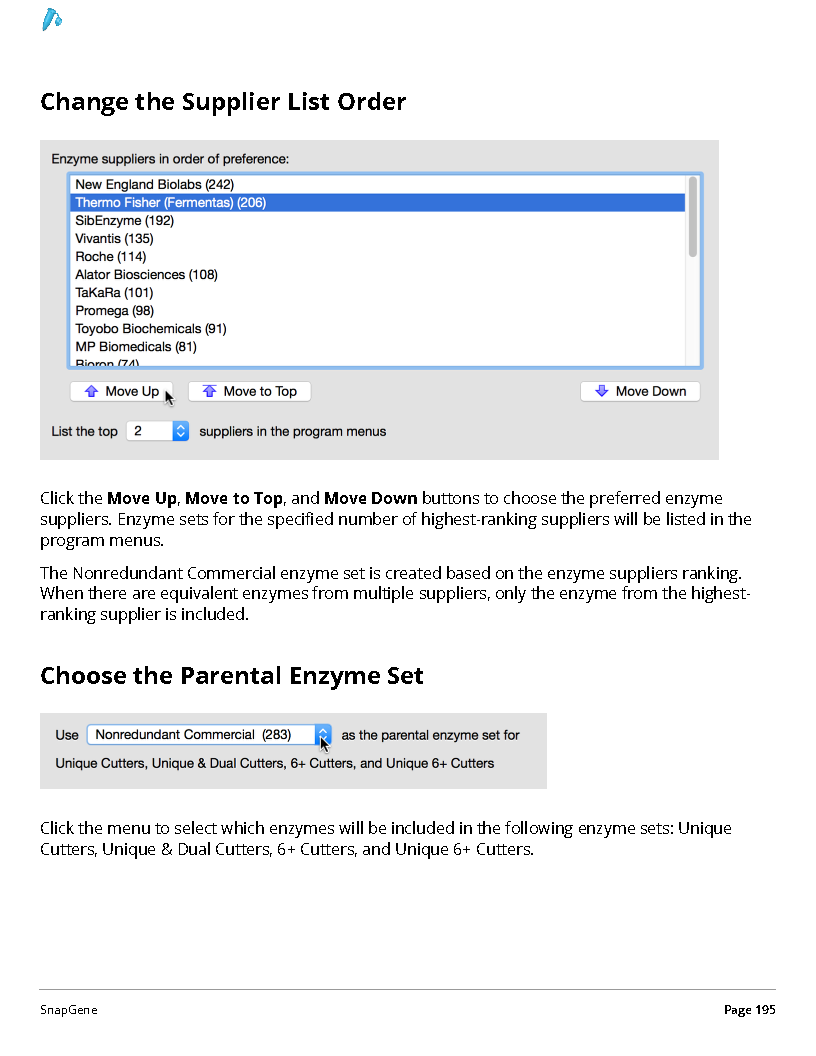 Change the Supplier List Order
Enzyme suppliers in order of preference:
New England Biolabs (242)
Thermo Fisher (Fermentas) (206)
SibEnzyme (192)
Vivantis (135)
Roche (114)
Alator Biosciences (108)
TaKaRa (101)
Promega (98)
Toyobo Biochemicals (91)
MP Biomedicals (81)
Bioron (74)
Move Up Move to Top Move Down
List the top 2 suppliers in the program menus
Click the Move Up, Move to Top, and Move Down buttons to choose the preferred enzyme
suppliers. Enzyme sets for the specified number of highest-ranking suppliers will be listed in the
program menus.
The Nonredundant Commercial enzyme set is created based on the enzyme suppliers ranking.
When there are equivalent enzymes from multiple suppliers, only the enzyme from the highest-
ranking supplier is included.
Choose the Parental Enzyme Set
Use Nonredundant Commercial (283) as the parental enzyme set for
Unique Cutters, Unique & Dual Cutters, 6+ Cutters, and Unique 6+ Cutters
Click the menu to select which enzymes will be included in the following enzyme sets: Unique
Cutters, Unique & Dual Cutters, 6+ Cutters, and Unique 6+ Cutters.
SnapGene Page 195